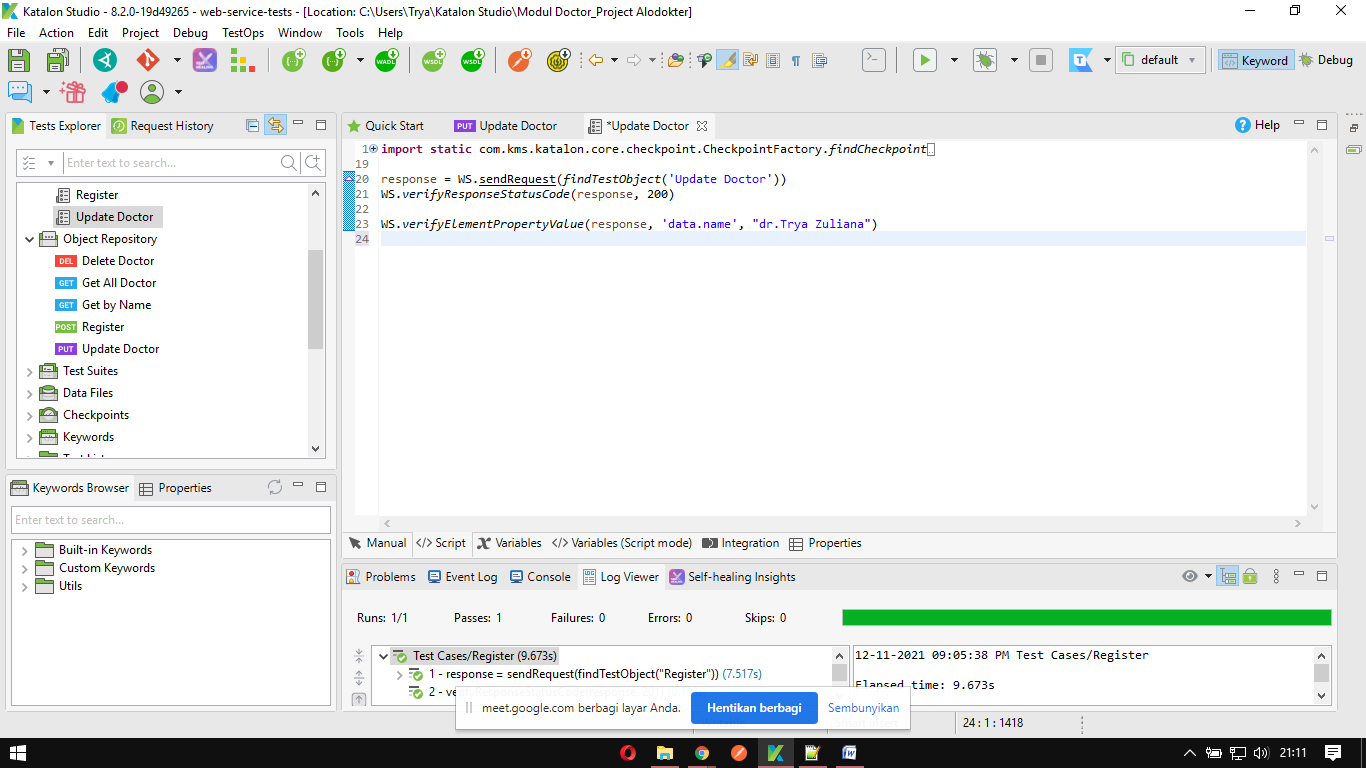 Katalon Studio - 8.2.0-19d49265 - web-service-tests - [Location: C:\Users\Trya\Katalon Studio\Modul Doctor_Project Alodokter]
File Action Edit Project Debug TestOps Window Tools Help
default Keyword Debug
Tests Explorer Request History
Enter text to search...
Register
Update Doctor
Object Repository
DEL Delete Doctor
GET Get All Doctor
GET Get by Name
POST Register
PUT Update Doctor
Test Suites
Data Files
Checkpoints
Keywords
Quick Start PUT Update Doctor *Update Doctor Help
1 import static com.kms.katalon.core.checkpoint.CheckpointFactory.findCheckpoint
19
20 response = WS.sendRequest(findTestObject('Update Doctor'))
21 WS.verifyResponseStatusCode(response, 200)
22
23 WS.verifyElementPropertyValue(response, 'data.name', "dr.Trya Zuliana")
24
Manual </> Script Variables </> Variables (Script mode) Integration Properties
Keywords Browser Properties
Enter text to search...
Built-in Keywords
Custom Keywords
Utils
Problems Event Log Console Log Viewer Self-healing Insights
Runs: 1/1 Passes: 1 Failures: 0 Errors: 0 Skips: 0
Test Cases/Register (9.673s)
1 - response = sendRequest(findTestObject("Register")) (7.517s)
2 -
12-11-2021 09:05:38 PM Test Cases/Register
Elapsed time: 9.673s
meet.google.com berbagi layar Anda. Hentikan berbagi Sembunyikan
24 : 1 : 1418
21:11